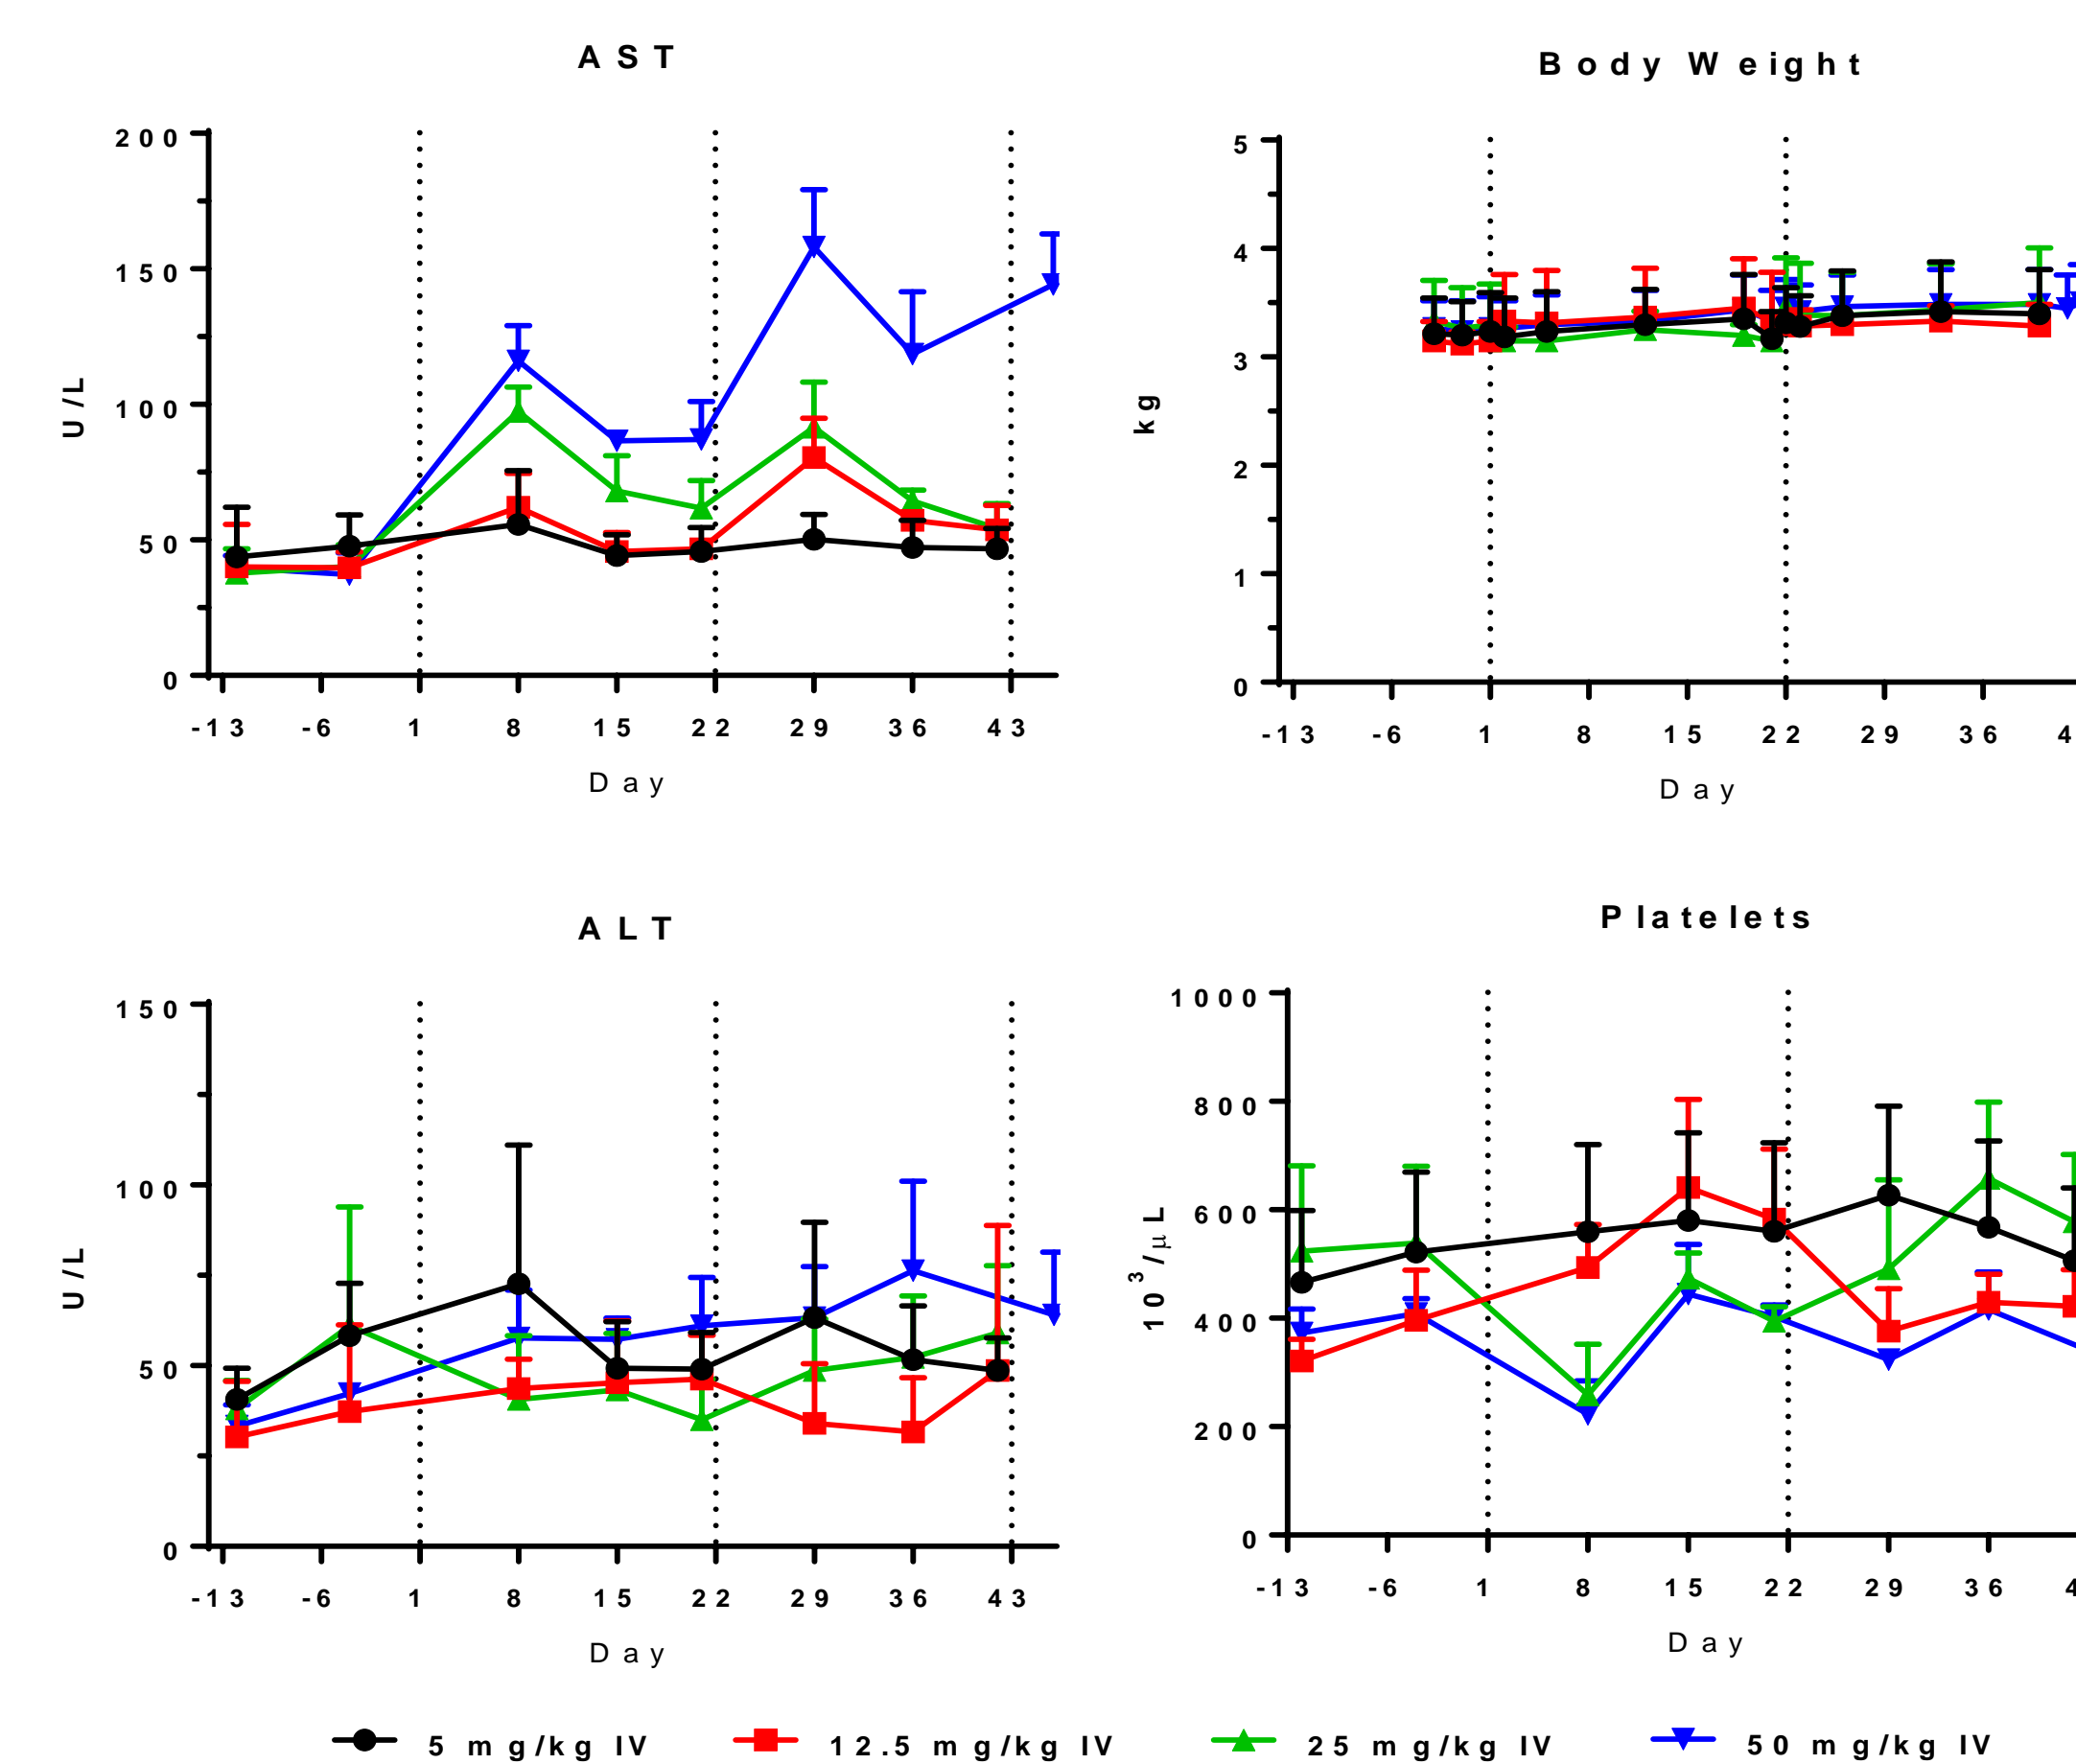 AST
200
150
100
50
0
U/L
-13 -6 1 8 15 22 29 36 43
Day
Body Weight
5
4
3
2
1
0
kg
-13 -6 1 8 15 22 29 36 4
Day
ALT
150
100
50
0
U/L
-13 -6 1 8 15 22 29 36 43
Day
Platelets
1000
800
600
400
200
0
10³/μL
-13 -6 1 8 15 22 29 36 4
Day
5 mg/kg IV 12.5 mg/kg IV 25 mg/kg IV 50 mg/kg IV